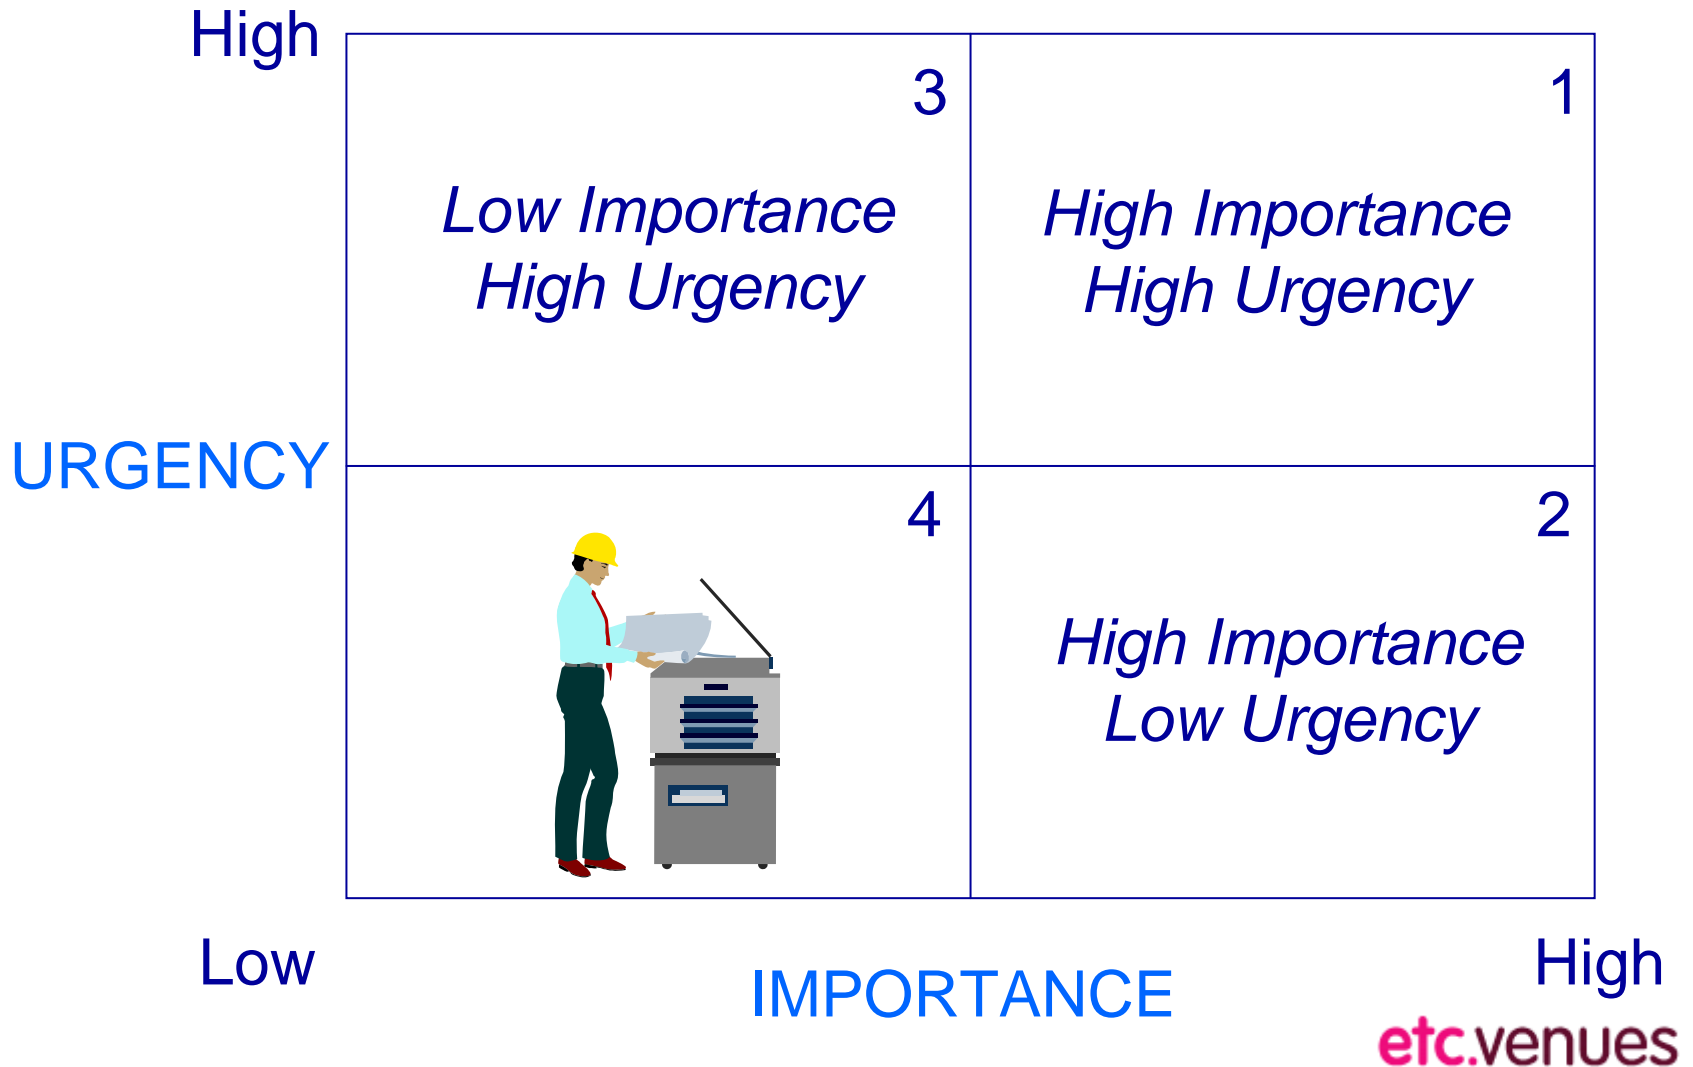 High
3
1
Low Importance
High Urgency
High Importance
High Urgency
URGENCY
4
2
High Importance
Low Urgency
Low
High
IMPORTANCE
etc.venues